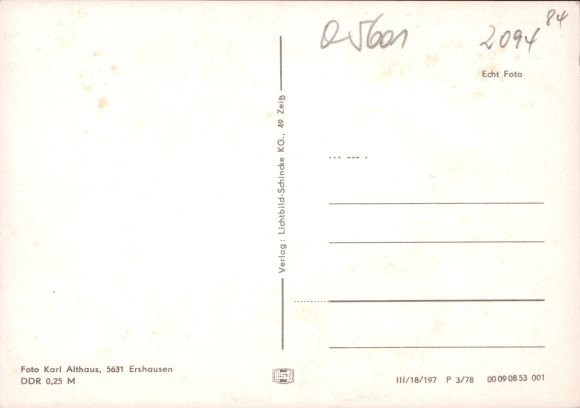 O-5601
2094
84
Echt Foto
Verlag: Lichtbild-Schincke KG., 49 Zeitz
Foto Karl Althaus, 5631 Ershausen
DDR 0,25 M
III/18/197 P 3/78 00 09 08 53 001